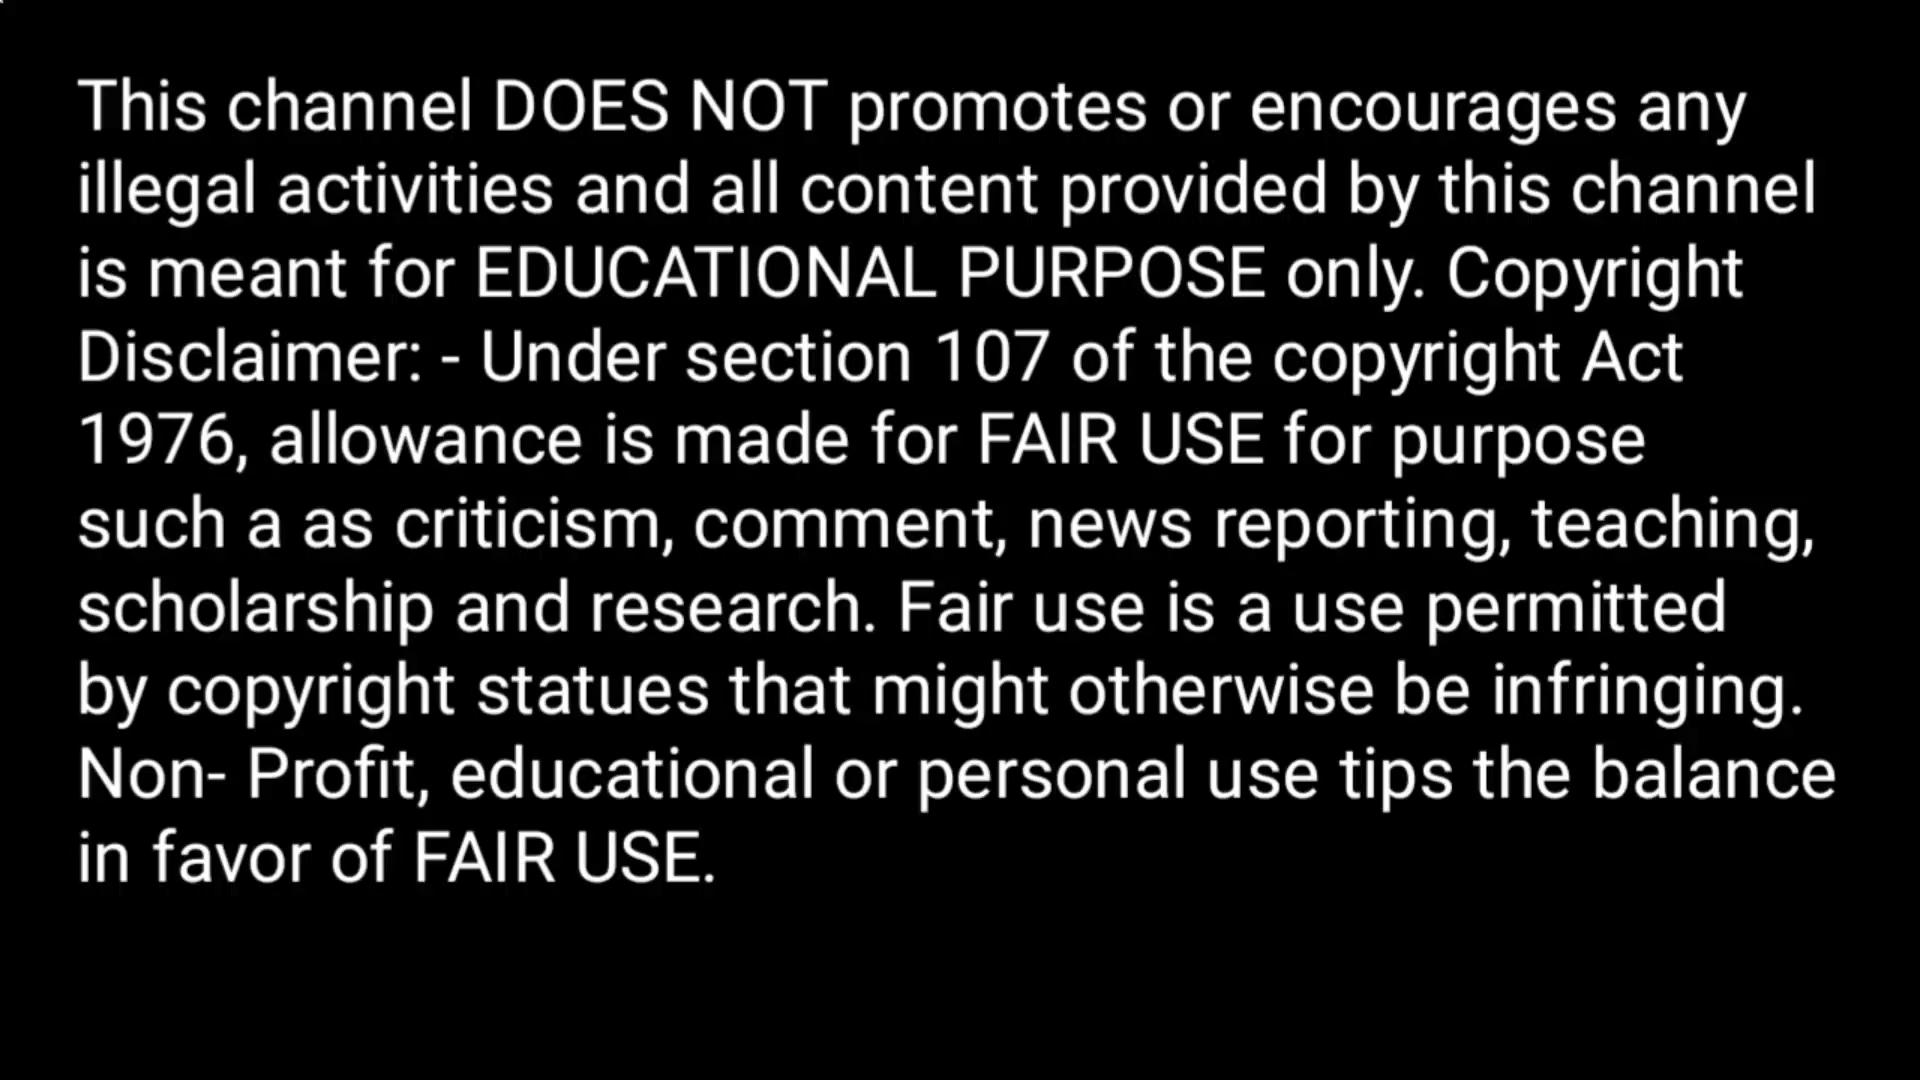 This channel DOES NOT promotes or encourages any
illegal activities and all content provided by this channel
is meant for EDUCATIONAL PURPOSE only. Copyright
Disclaimer: - Under section 107 of the copyright Act
1976, allowance is made for FAIR USE for purpose
such a as criticism, comment, news reporting, teaching,
scholarship and research. Fair use is a use permitted
by copyright statues that might otherwise be infringing.
Non- Profit, educational or personal use tips the balance
in favor of FAIR USE.